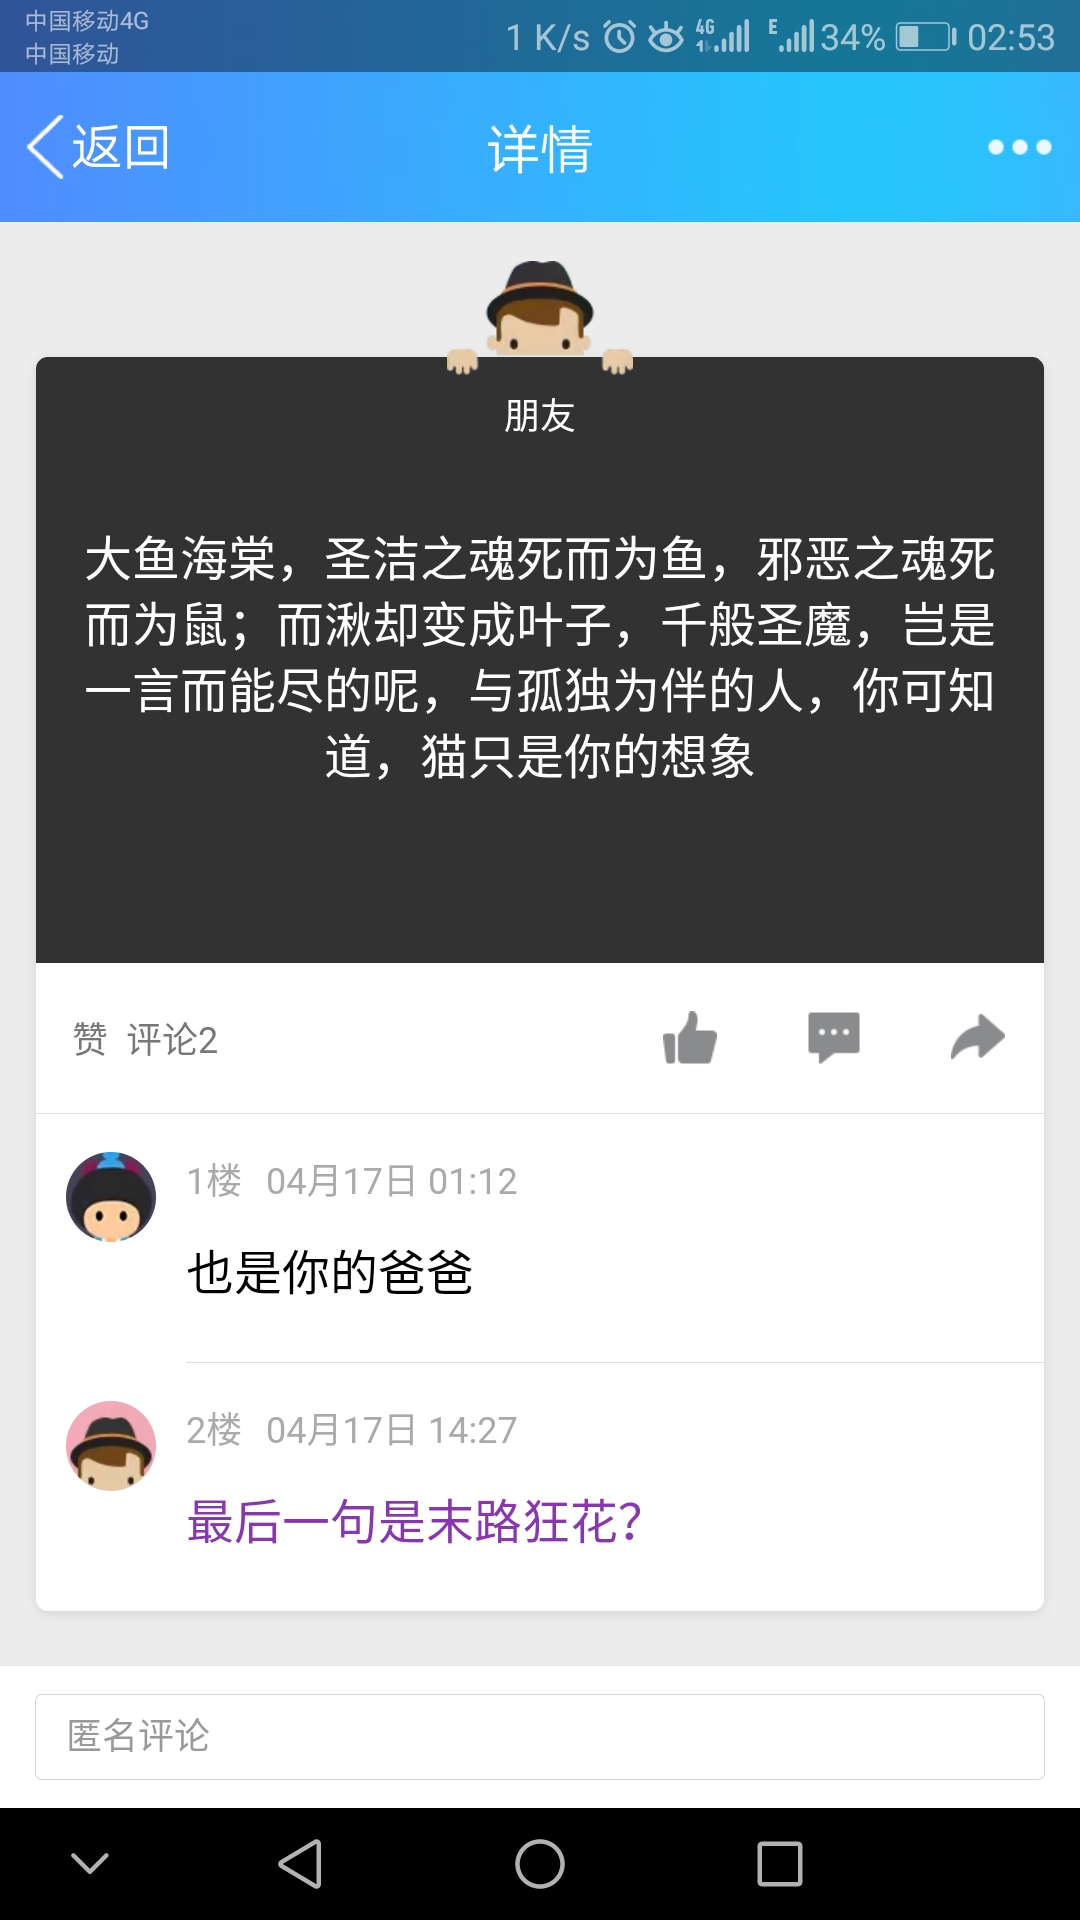 中国移动4G
中国移动
1 K/s 4G E 34% 02:53
返回
详情
朋友
大鱼海棠，圣洁之魂死而为鱼，邪恶之魂死
而为鼠；而湫却变成叶子，千般圣魔，岂是
一言而能尽的呢，与孤独为伴的人，你可知
道，猫只是你的想象
赞 评论2
1楼 04月17日 01:12
也是你的爸爸
2楼 04月17日 14:27
最后一句是末路狂花?
匿名评论